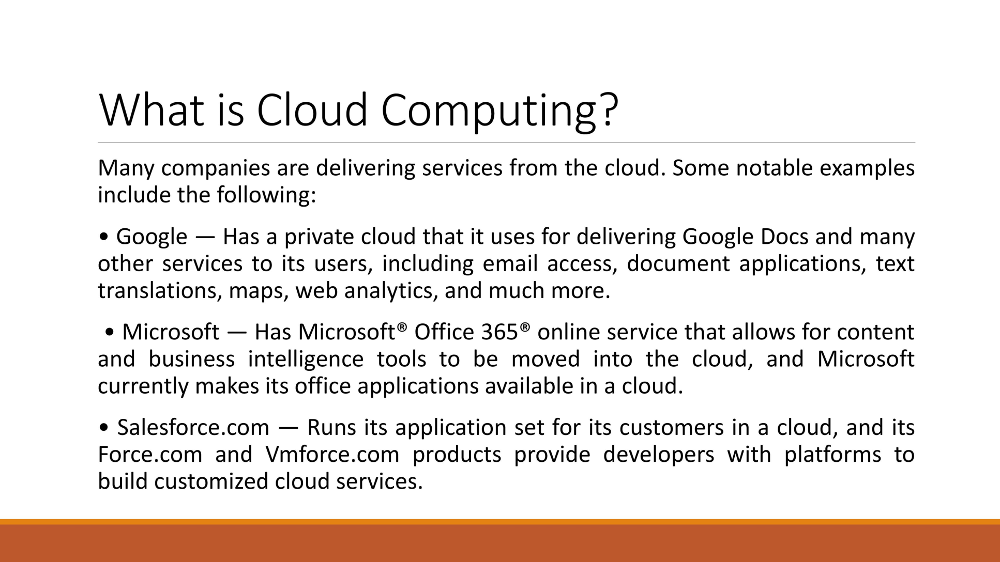 What is Cloud Computing?
Many companies are delivering services from the cloud. Some notable examples
include the following:
• Google — Has a private cloud that it uses for delivering Google Docs and many
other services to its users, including email access, document applications, text
translations, maps, web analytics, and much more.
• Microsoft — Has Microsoft® Office 365® online service that allows for content
and business intelligence tools to be moved into the cloud, and Microsoft
currently makes its office applications available in a cloud.
• Salesforce.com — Runs its application set for its customers in a cloud, and its
Force.com and Vmforce.com products provide developers with platforms to
build customized cloud services.